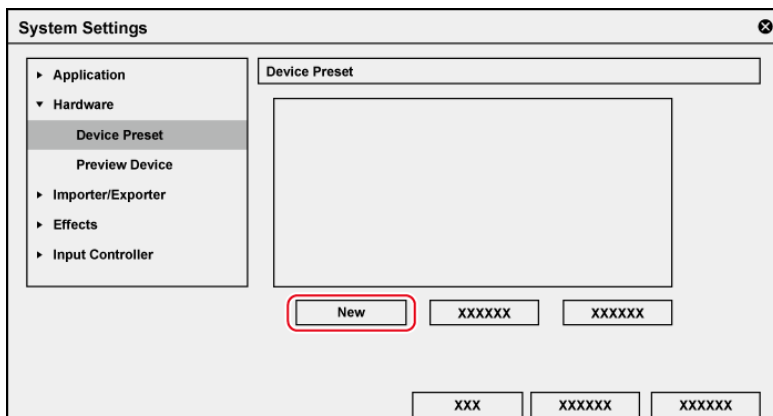 System Settings
Application
Hardware
Device Preset
Preview Device
Importer/Exporter
Effects
Input Controller
Device Preset
New XXXXXX XXXXXX
XXX XXXXXX XXXXXX